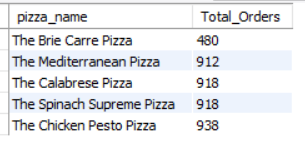 pizza_name Total_Orders
The Brie Carre Pizza 480
The Mediterranean Pizza 912
The Calabrese Pizza 918
The Spinach Supreme Pizza 918
The Chicken Pesto Pizza 938